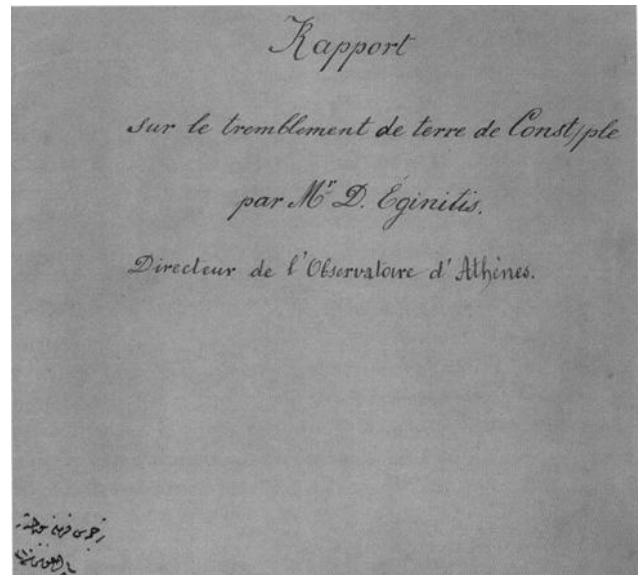 Rapport
sur le tremblement de terre de Const/ple
par Mr D. Éginitis.
Directeur de l'Observatoire d'Athènes.